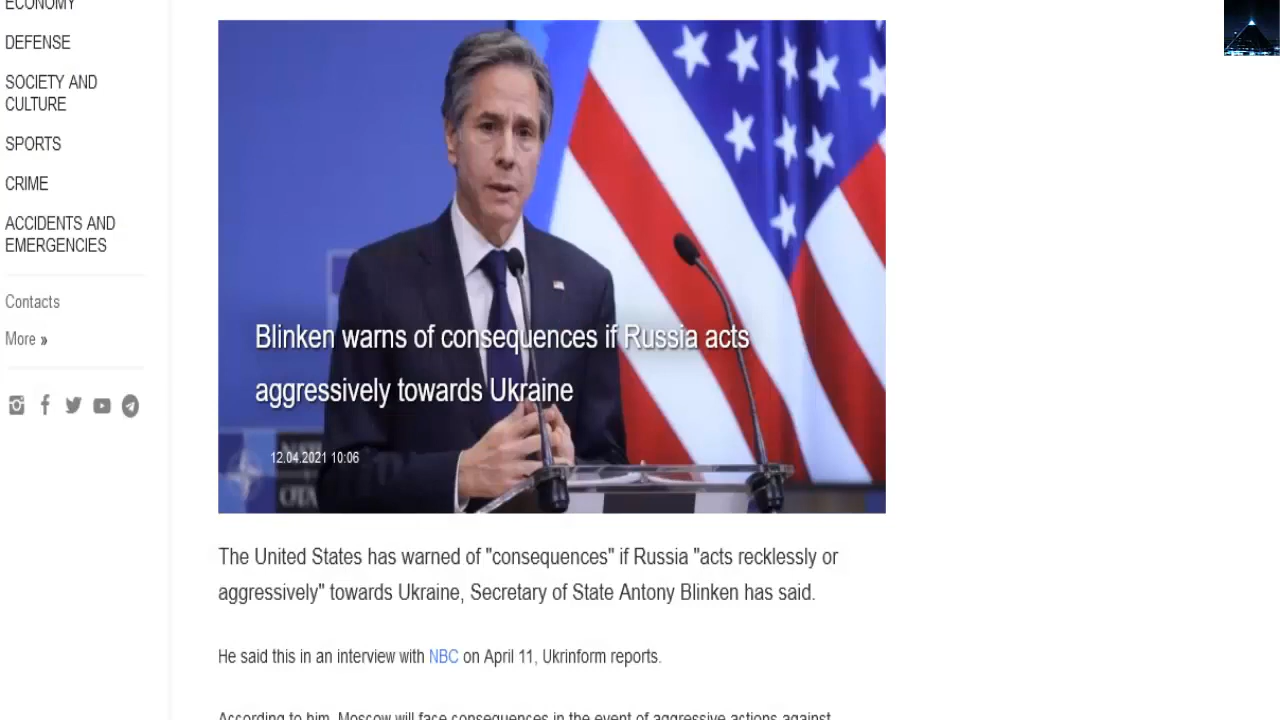 ECONOMY
DEFENSE
SOCIETY AND
CULTURE
SPORTS
CRIME
ACCIDENTS AND
EMERGENCIES
Contacts
More »
Blinken warns of consequences if Russia acts
aggressively towards Ukraine
12.04.2021 10:06
The United States has warned of "consequences" if Russia "acts recklessly or
aggressively" towards Ukraine, Secretary of State Antony Blinken has said.
He said this in an interview with NBC on April 11, Ukrinform reports.
According to him, Moscow will face consequences in the event of aggressive actions against